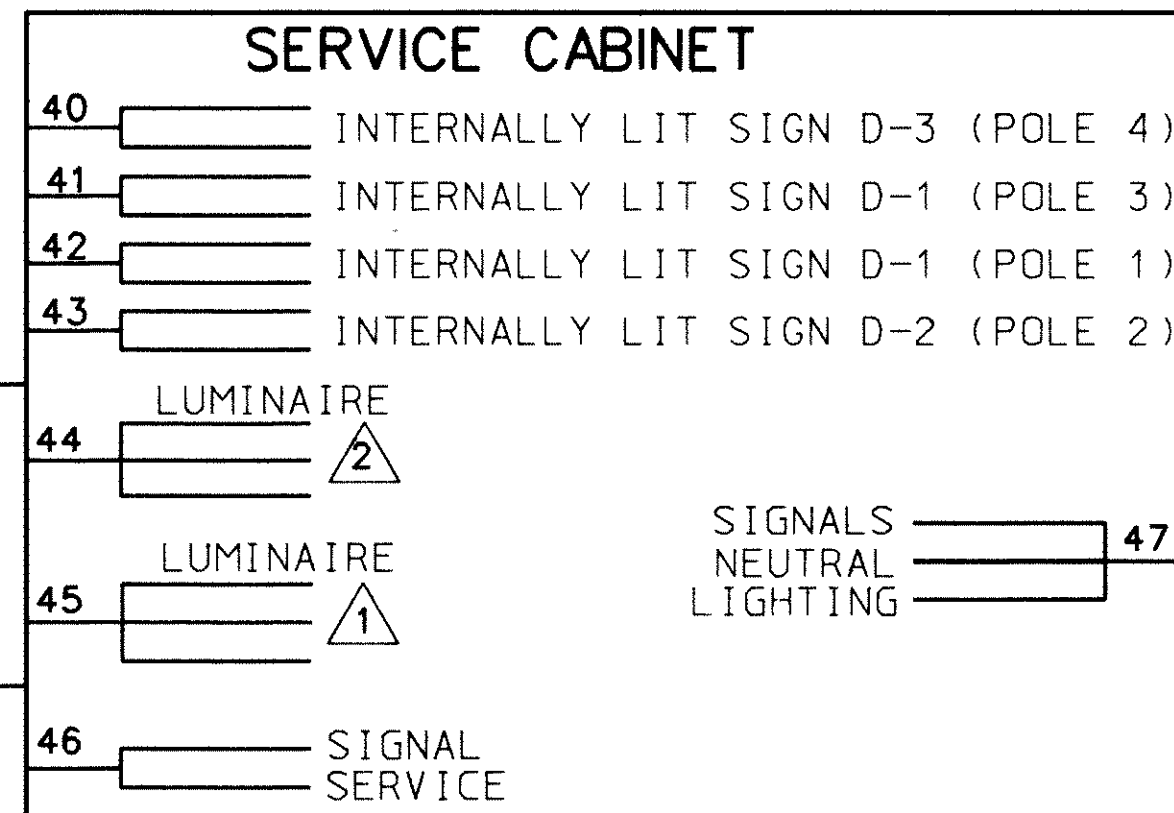 SERVICE CABINET
40 INTERNALLY LIT SIGN D-3 (POLE 4)
41 INTERNALLY LIT SIGN D-1 (POLE 3)
42 INTERNALLY LIT SIGN D-1 (POLE 1)
43 INTERNALLY LIT SIGN D-2 (POLE 2)
LUMINAIRE
44 2
LUMINAIRE
45 1
SIGNALS
NEUTRAL 47
LIGHTING
46 SIGNAL
SERVICE